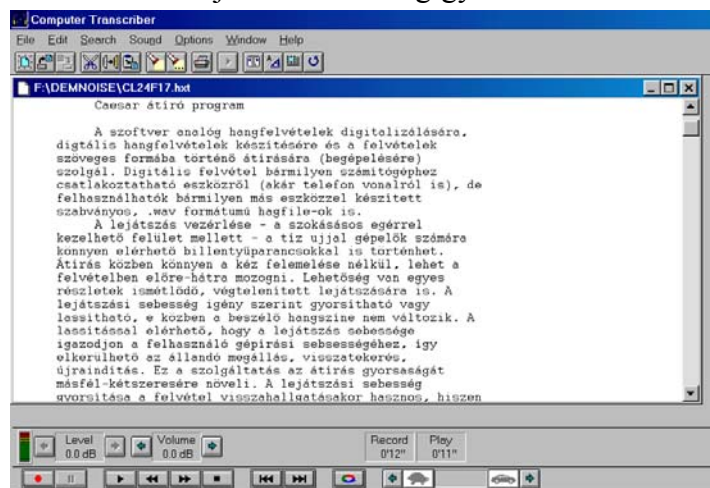 Computer Transcriber
File Edit Search Sound Options Window Help
F:\DEMNOISE\CL24F17.hxt
Caesar átíró program
A szoftver analóg hangfelvételek digitalizálására,
digtális hangfelvételek készítésére és a felvételek
szöveges formába történő átírására (begépelésére)
szolgál. Digitális felvétel bármilyen számítógéphez
csatlakoztatható eszközről (akár telefon vonalról is), de
felhasználhatók bármilyen más eszközzel készített
szabványos, .wav formátumú hagfile-ok is.
A lejátszás vezérlése - a szokásásos egérrel
kezelhető felület mellett - a tíz ujjal gépelők számára
könnyen elérhető billentyűparancsokkal is történhet.
Átírás közben könnyen a kéz felemelése nélkül, lehet a
felvételben előre-hátra mozogni. Lehetőség van egyes
részletek ismétlődő, végtelenített lejátszására is. A
lejátszási sebesség igény szerint gyorsítható vagy
lassítható, e közben a beszélő hangszíne nem változik. A
lassítással elérhető, hogy a lejátszás sebessége
igazodjon a felhasználó gépírási sebsességéhez, így
elkerülhető az állandó megállás, visszatekerés,
újraindítás. Ez a szolgáltatás az átírás gyorsaságát
másfél-kétszeresére növeli. A lejátszási sebesség
gyorsítása a felvétel visszahallgatásakor hasznos, hiszen
Level Volume Record Play
0.0 dB 0.0 dB 0'12" 0'11"